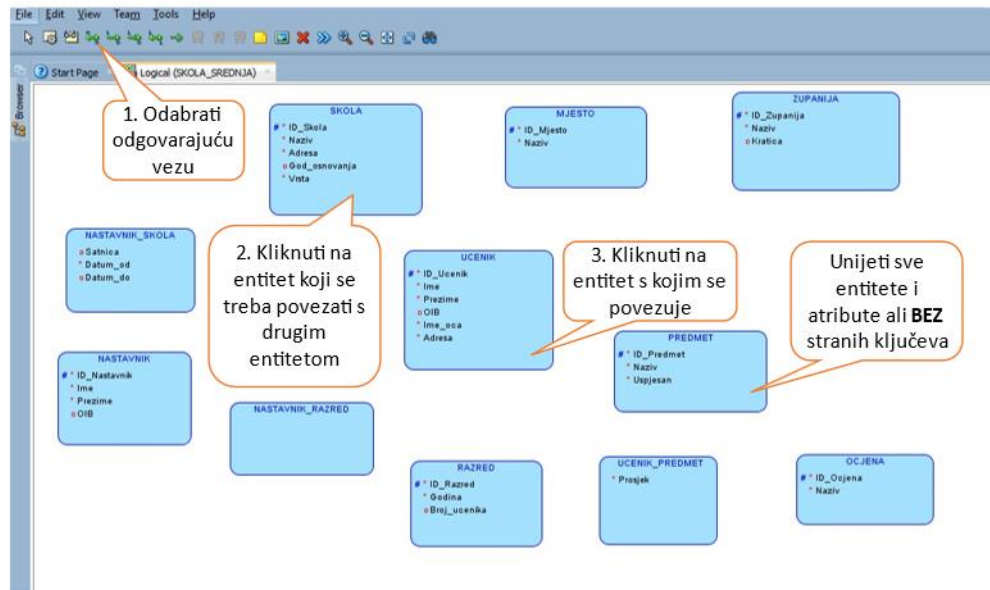 File Edit View Team Tools Help
Start Page
Logical (SKOLA_SREDNJA)
Browser
1. Odabrati
odgovarajuću
vezu
SKOLA
# * ID_Skola
* Naziv
* Adresa
o God_osnovanja
* Vrsta
MJESTO
# * ID_Mjesto
* Naziv
ZUPANIJA
# * ID_Zupanija
* Naziv
o Kratica
NASTAVNIK_SKOLA
o Satnica
* Datum_od
o Datum_do
2. Kliknuti na
entitet koji se
treba povezati s
drugim
entitetom
UCENIK
# * ID_Ucenik
* Ime
* Prezime
o OIB
* Ime_oca
* Adresa
3. Kliknuti na
entitet s kojim se
povezuje
Unijeti sve
entitete i
atribute ali BEZ
stranih ključeva
PREDMET
# * ID_Predmet
* Naziv
* Uspjesan
NASTAVNIK
# * ID_Nastavnik
* Ime
* Prezime
o OIB
NASTAVNIK_RAZRED
RAZRED
# * ID_Razred
* Godina
o Broj_ucenika
UCENIK_PREDMET
* Prosjek
OCJENA
# * ID_Ocjena
* Naziv